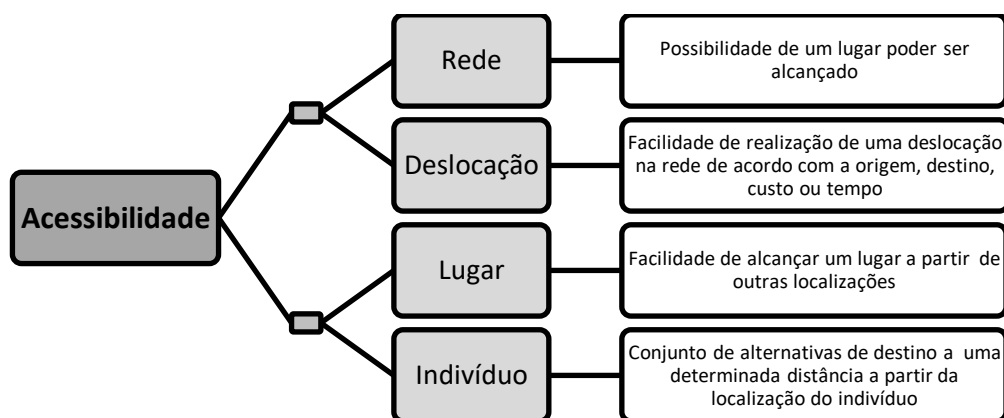 Acessibilidade
Rede
Possibilidade de um lugar poder ser
alcançado
Deslocação
Facilidade de realização de uma deslocação
na rede de acordo com a origem, destino,
custo ou tempo
Lugar
Facilidade de alcançar um lugar a partir de
outras localizações
Indivíduo
Conjunto de alternativas de destino a uma
determinada distância a partir da
localização do indivíduo